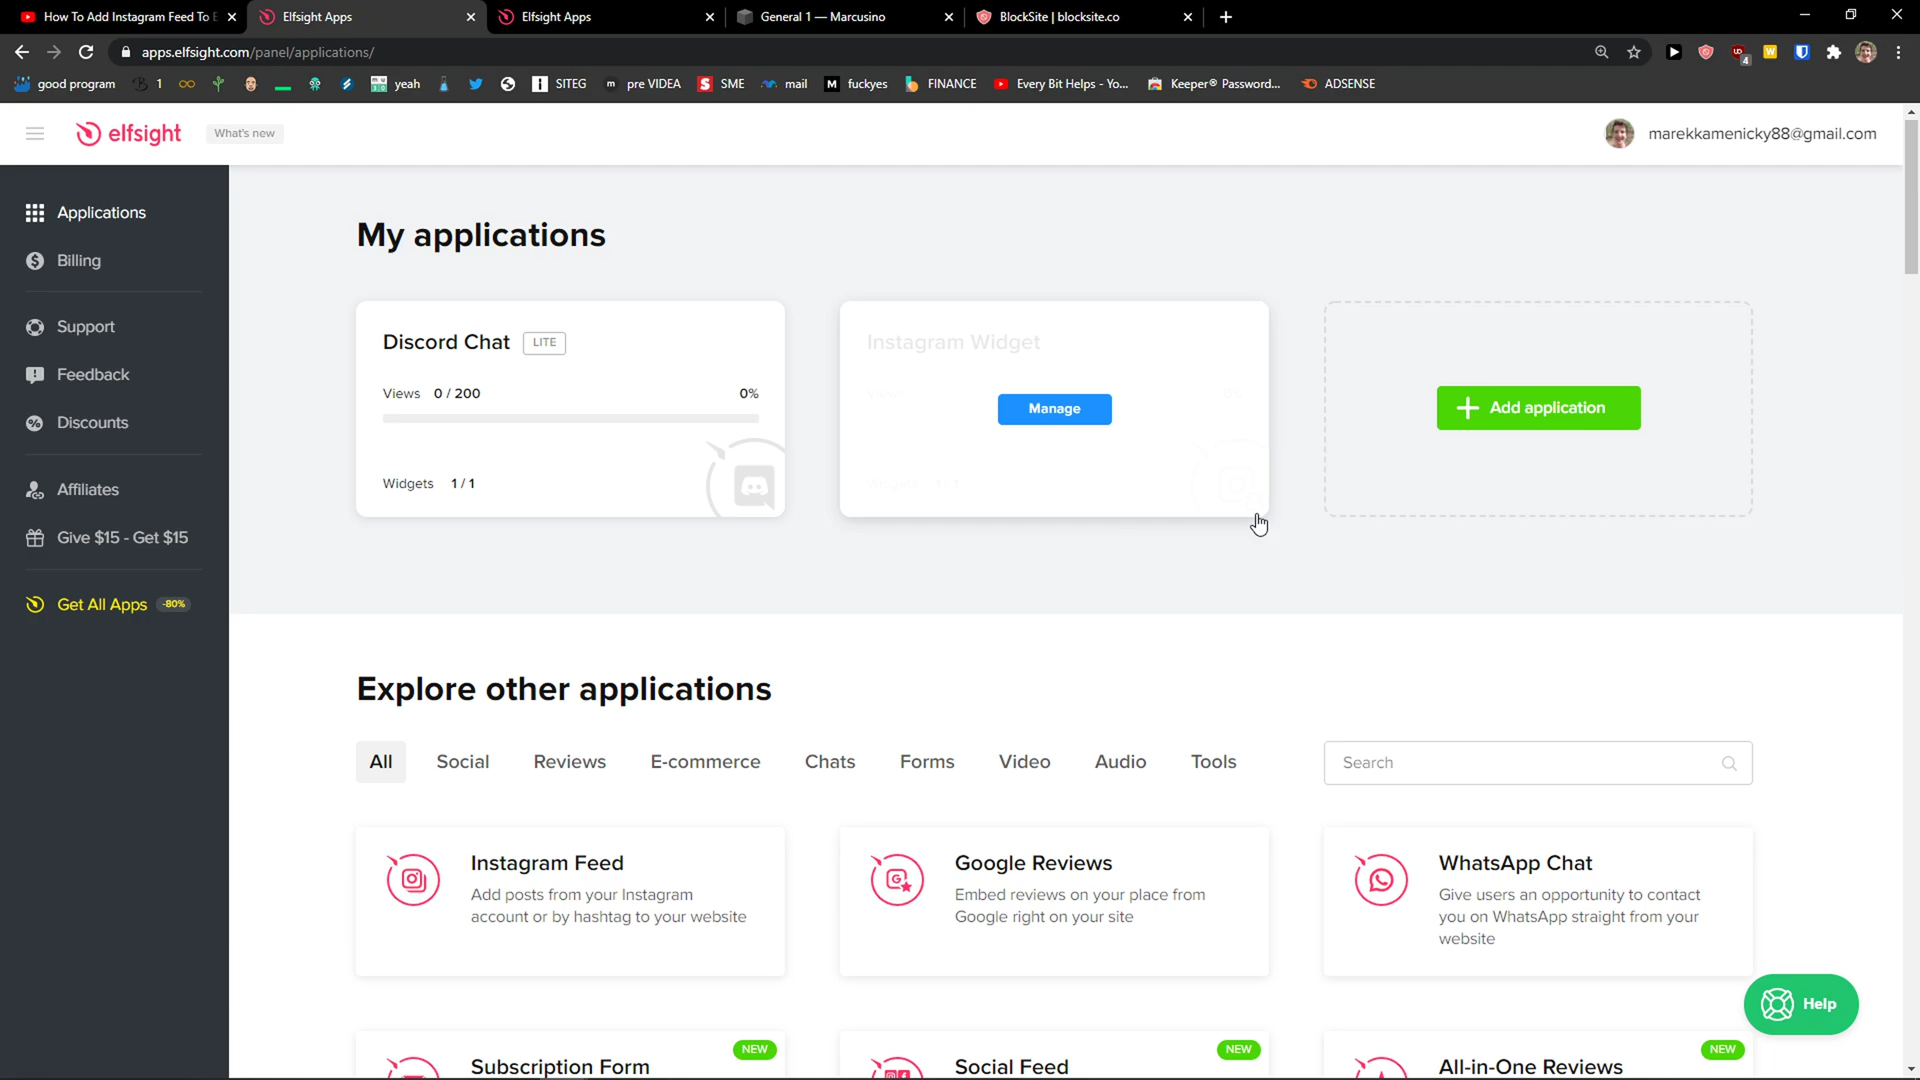 How To Add Instagram Feed To E
Elfsight Apps
Elfsight Apps
General 1 — Marcusino
BlockSite | blocksite.co
apps.elfsight.com/panel/applications/
4
good program
1
yeah
SITEG
pre VIDEA
SME
mail
fuckyes
FINANCE
Every Bit Helps - Yo...
Keeper® Password...
ADSENSE
elfsight
What's new
marekkamenicky88@gmail.com
Applications
Billing
Support
Feedback
Discounts
Affiliates
Give $15 - Get $15
Get All Apps -80%
My applications
Discord Chat LITE
Views 0 / 200 0%
Widgets 1 / 1
Instagram Widget
Views 0%
Manage
Widgets 1 / 1
Add application
Explore other applications
All
Social
Reviews
E-commerce
Chats
Forms
Video
Audio
Tools
Search
Instagram Feed
Add posts from your Instagram
account or by hashtag to your website
Google Reviews
Embed reviews on your place from
Google right on your site
WhatsApp Chat
Give users an opportunity to contact
you on WhatsApp straight from your
website
Help
NEW
Subscription Form
NEW
Social Feed
NEW
All-in-One Reviews